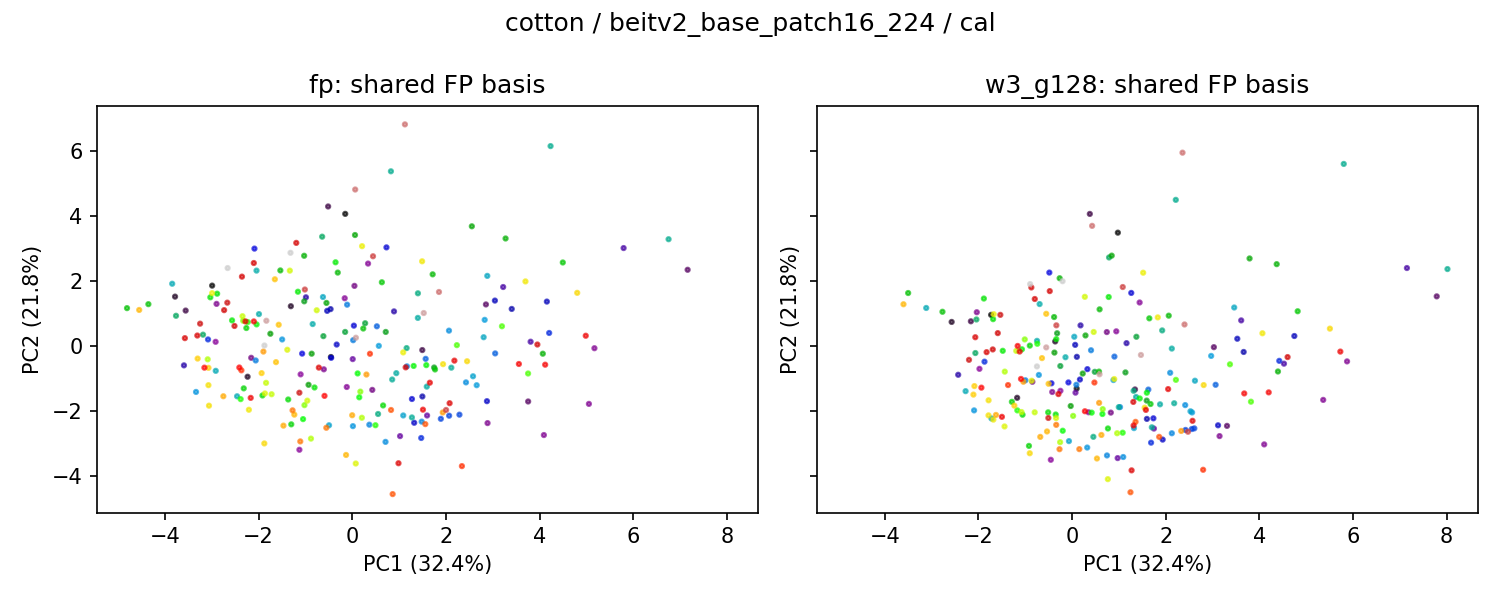 cotton / beitv2_base_patch16_224 / cal
fp: shared FP basis
w3_g128: shared FP basis
6
4
2
0
−2
−4
PC2 (21.8%)
PC2 (21.8%)
−4
−2
0
2
4
6
8
−4
−2
0
2
4
6
8
PC1 (32.4%)
PC1 (32.4%)